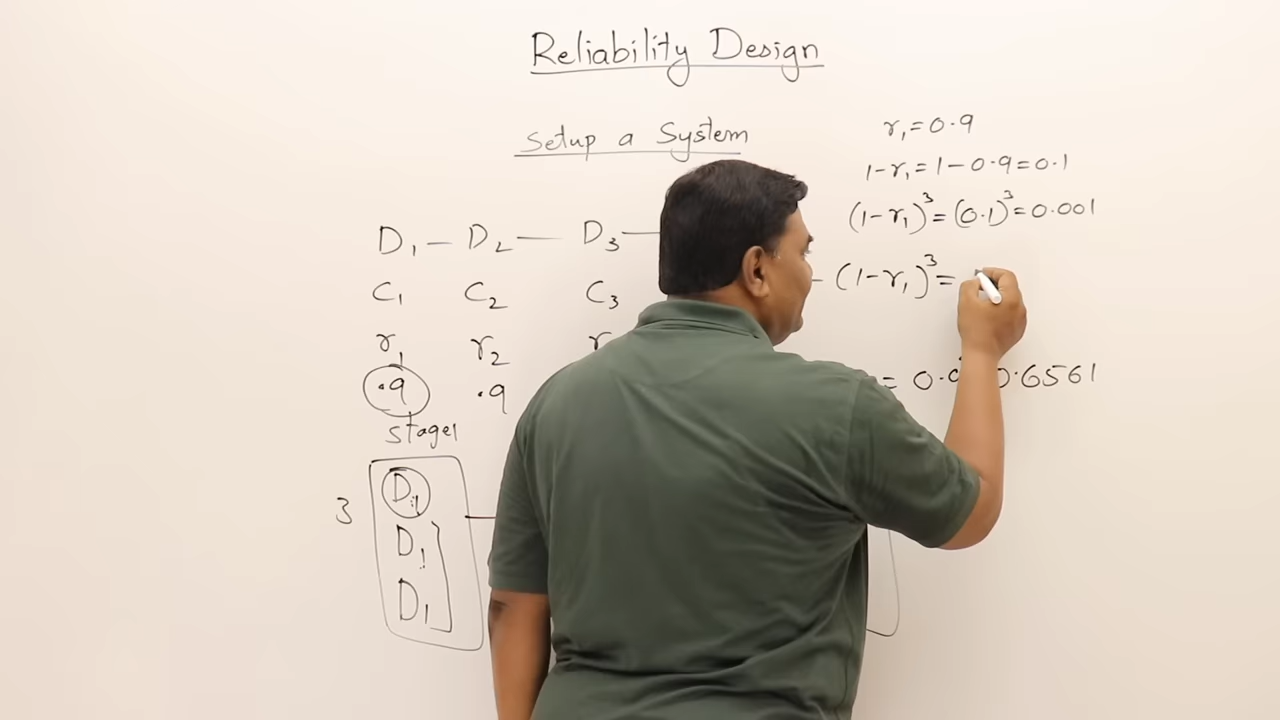 Reliability Design
Setup a System
r₁ = 0.9
1-r₁ = 1-0.9 = 0.1
(1-r₁)³ = (0.1)³ = 0.001
- (1-r₁)³ =
D₁ - D₂ - D₃ -
C₁ C₂ C₃
r₁ r₂ r
.9 .9
= 0.9 0.6561
stage1
3
D₁
D₁
D₁